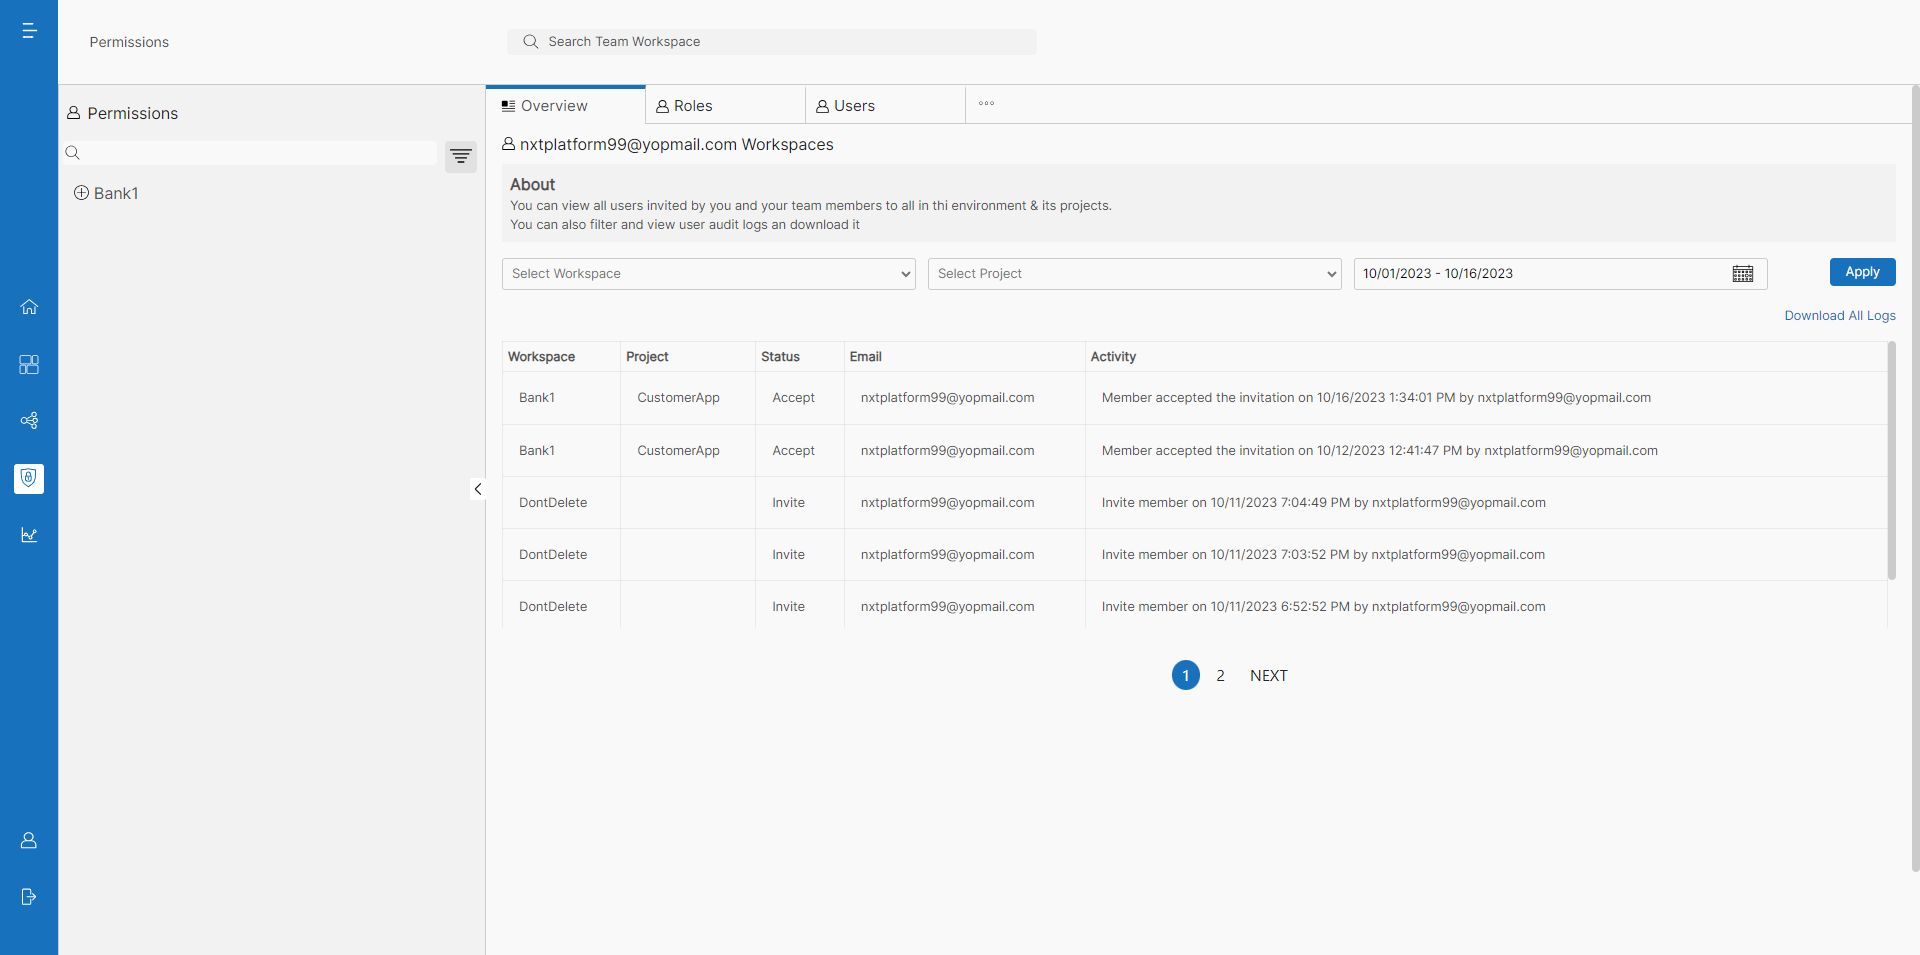 Permissions
Search Team Workspace
Permissions
Bank1
Overview
Roles
Users
nxtplatform99@yopmail.com Workspaces
About
You can view all users invited by you and your team members to all in thi environment & its projects.
You can also filter and view user audit logs an download it
Select Workspace
Select Project
10/01/2023 - 10/16/2023
Apply
Download All Logs
Workspace Project Status Email Activity
Bank1 CustomerApp Accept nxtplatform99@yopmail.com Member accepted the invitation on 10/16/2023 1:34:01 PM by nxtplatform99@yopmail.com
Bank1 CustomerApp Accept nxtplatform99@yopmail.com Member accepted the invitation on 10/12/2023 12:41:47 PM by nxtplatform99@yopmail.com
DontDelete Invite nxtplatform99@yopmail.com Invite member on 10/11/2023 7:04:49 PM by nxtplatform99@yopmail.com
DontDelete Invite nxtplatform99@yopmail.com Invite member on 10/11/2023 7:03:52 PM by nxtplatform99@yopmail.com
DontDelete Invite nxtplatform99@yopmail.com Invite member on 10/11/2023 6:52:52 PM by nxtplatform99@yopmail.com
1 2 NEXT